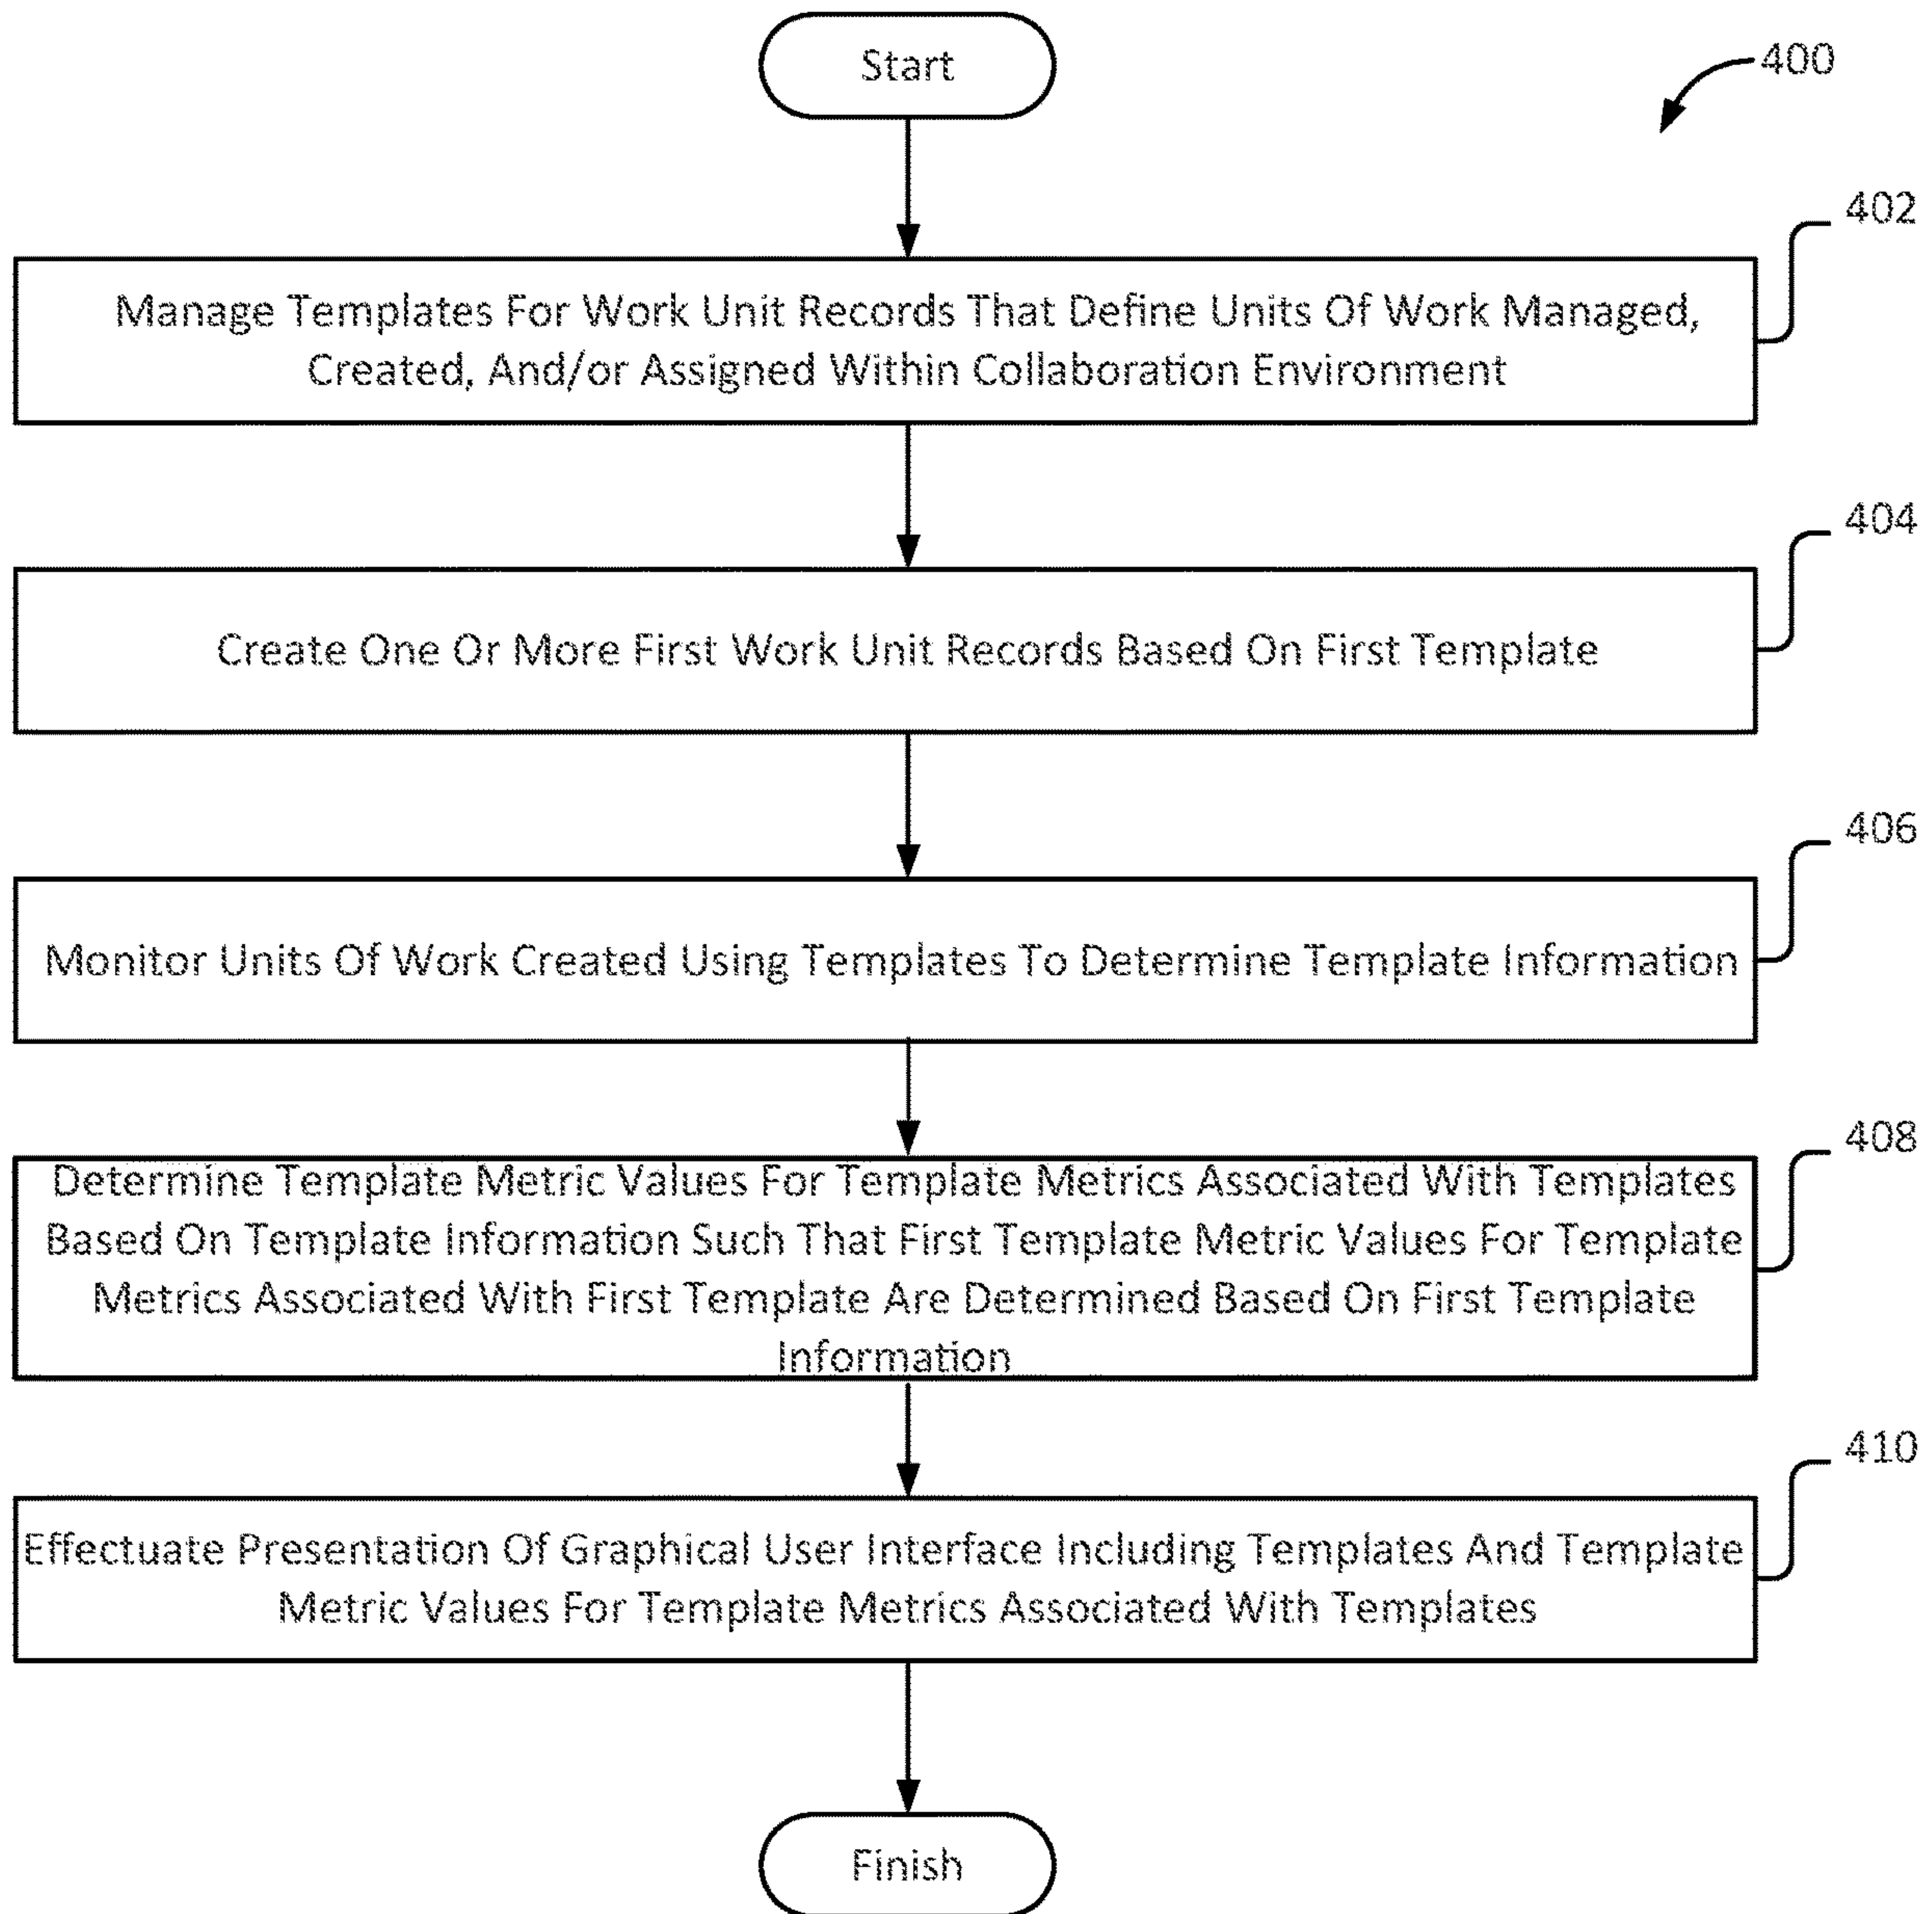 Start
400
402
Manage Templates For Work Unit Records That Define Units Of Work Managed,
Created, And/or Assigned Within Collaboration Environment
404
Create One Or More First Work Unit Records Based On First Template
406
Monitor Units Of Work Created Using Templates To Determine Template Information
408
Determine Template Metric Values For Template Metrics Associated With Templates
Based On Template Information Such That First Template Metric Values For Template
Metrics Associated With First Template Are Determined Based On First Template
Information
410
Effectuate Presentation Of Graphical User Interface Including Templates And Template
Metric Values For Template Metrics Associated With Templates
Finish